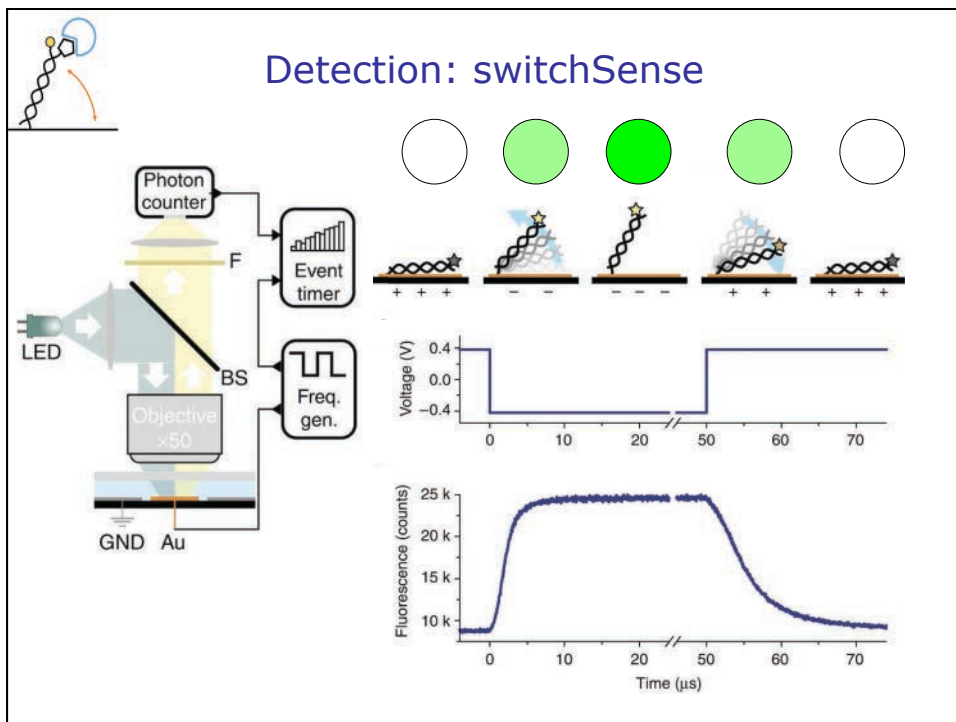 Detection: switchSense
Photon
counter
F
Event
timer
LED
BS
Freq.
gen.
Objective
×50
GND
Au
+ + +
− −
− − −
+ +
+ + +
Voltage (V)
0.4
0.0
−0.4
0
10
20
50
60
70
Fluorescence (counts)
25 k
20 k
15 k
10 k
0
10
20
50
60
70
Time (µs)